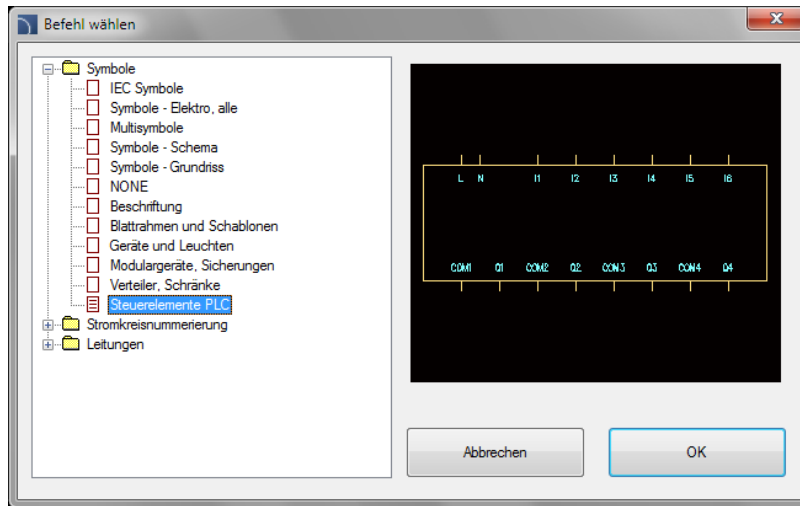 Befehl wählen
Symbole
IEC Symbole
Symbole - Elektro, alle
Multisymbole
Symbole - Schema
Symbole - Grundriss
NONE
Beschriftung
Blattrahmen und Schablonen
Geräte und Leuchten
Modulargeräte, Sicherungen
Verteiler, Schränke
Steuerelemente PLC
Stromkreisnummerierung
Leitungen
L N I1 I2 I3 I4 I5 I6
COM1 Q1 COM2 Q2 COM3 Q3 COM4 Q4
Abbrechen OK